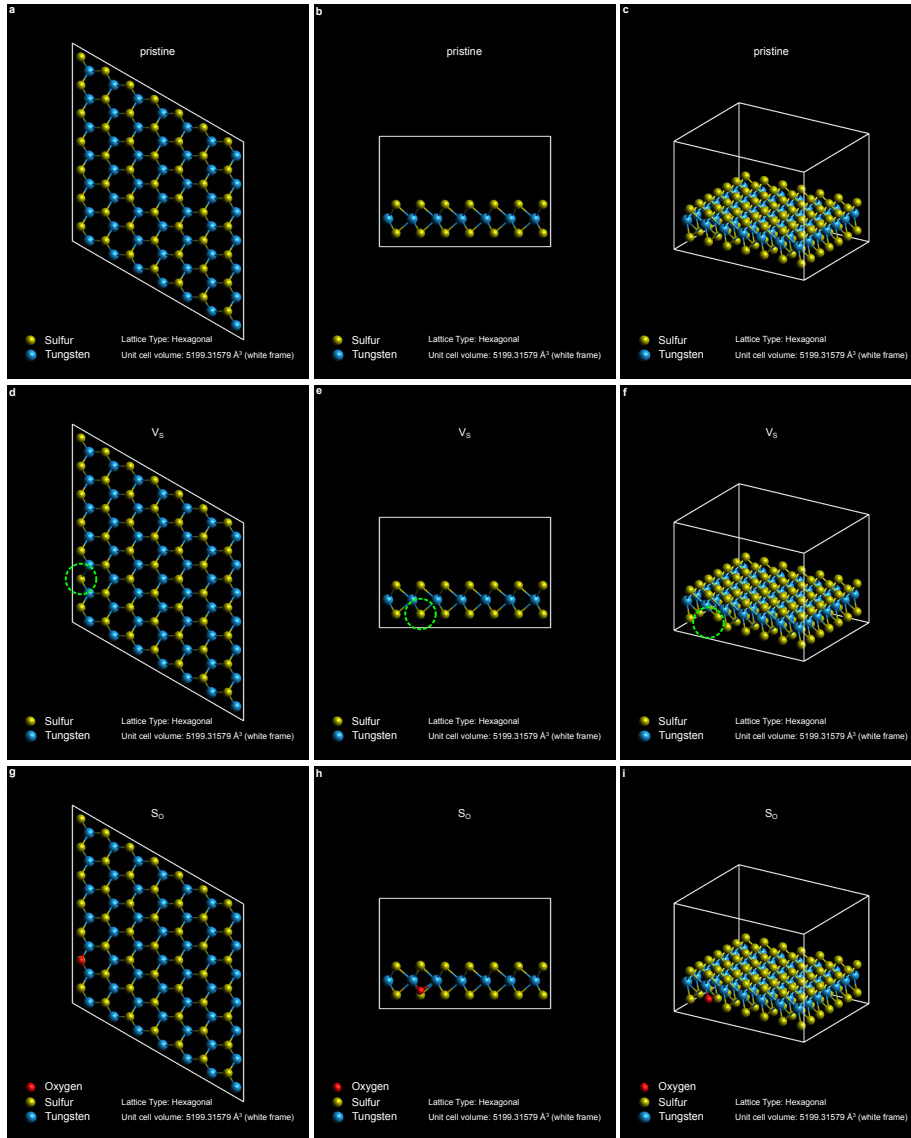 a
pristine
Sulfur
Lattice Type: Hexagonal
Tungsten
Unit cell volume: 5199.31579 Å³ (white frame)
b
pristine
Sulfur
Lattice Type: Hexagonal
Tungsten
Unit cell volume: 5199.31579 Å³ (white frame)
c
pristine
Sulfur
Lattice Type: Hexagonal
Tungsten
Unit cell volume: 5199.31579 Å³ (white frame)
d
V_S
Sulfur
Lattice Type: Hexagonal
Tungsten
Unit cell volume: 5199.31579 Å³ (white frame)
e
V_S
Sulfur
Lattice Type: Hexagonal
Tungsten
Unit cell volume: 5199.31579 Å³ (white frame)
f
V_S
Sulfur
Lattice Type: Hexagonal
Tungsten
Unit cell volume: 5199.31579 Å³ (white frame)
g
S_O
Oxygen
Sulfur
Lattice Type: Hexagonal
Tungsten
Unit cell volume: 5199.31579 Å³ (white frame)
h
S_O
Oxygen
Sulfur
Lattice Type: Hexagonal
Tungsten
Unit cell volume: 5199.31579 Å³ (white frame)
i
S_O
Oxygen
Sulfur
Lattice Type: Hexagonal
Tungsten
Unit cell volume: 5199.31579 Å³ (white frame)